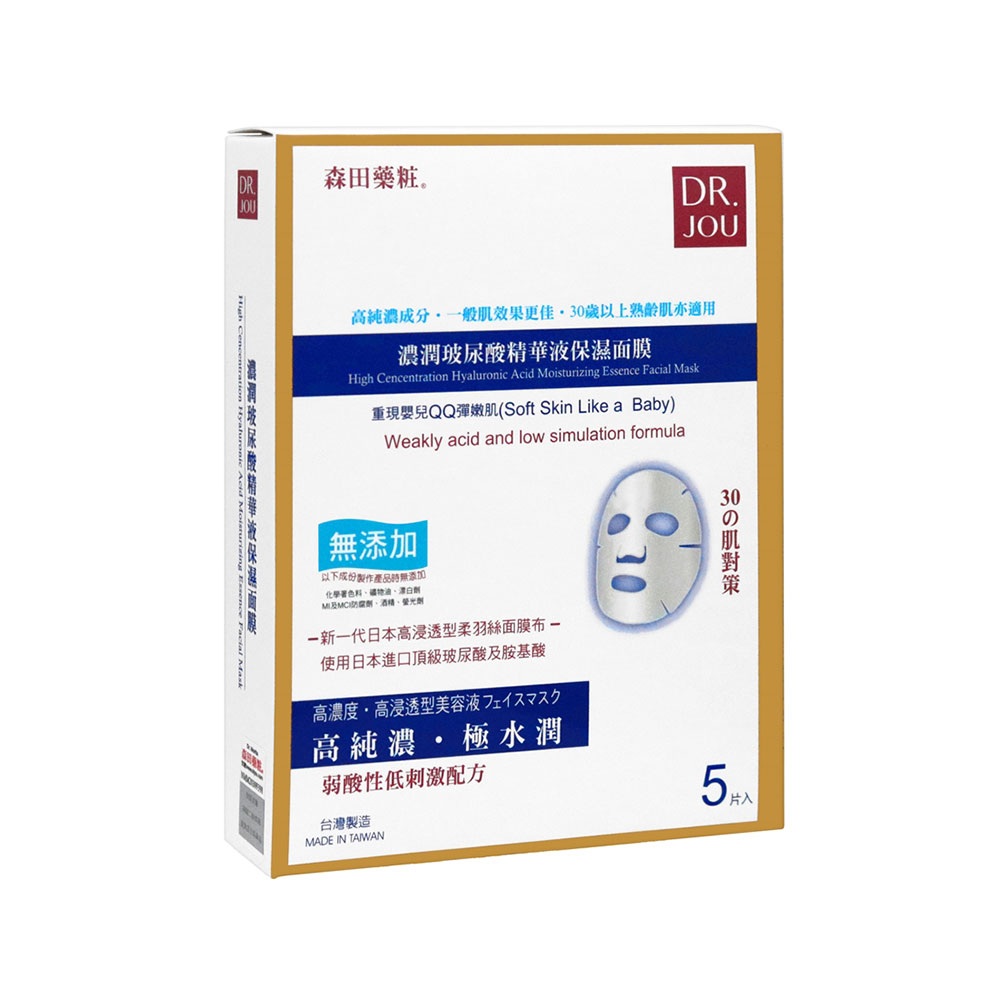 森田藥粧®
DR.
JOU
高純濃成分・一般肌效果更佳・30歲以上熟齡肌亦適用
濃潤玻尿酸精華液保濕面膜
High Cencentration Hyaluronic Acid Moisturizing Essence Facial Mask
重現嬰兒QQ彈嫩肌(Soft Skin Like a Baby)
Weakly acid and low simulation formula
30の肌對策
無添加
以下成份製作產品時無添加
化學著色料、礦物油、漂白劑
MI及MCI防腐劑、酒精、螢光劑
–新一代日本高浸透型柔羽絲面膜布–
使用日本進口頂級玻尿酸及胺基酸
高濃度・高浸透型美容液フェイスマスク
高純濃・極水潤
弱酸性低刺激配方
5片入
台灣製造
MADE IN TAIWAN
DR.
JOU
濃潤玻尿酸精華液保濕面膜
High Cencentration Hyaluronic Acid Moisturizing Essence Facial Mask
森田藥粧